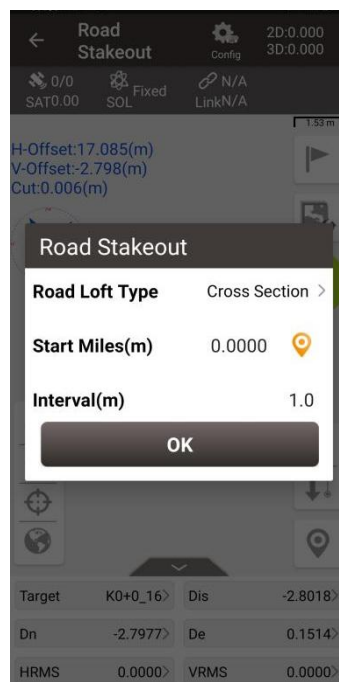 Road Stakeout
Config
2D:0.000
3D:0.000
0/0
SAT0.00
SOL Fixed
N/A
LinkN/A
1.53 m
H-Offset:17.085(m)
V-Offset:-2.798(m)
Cut:0.006(m)
Road Stakeout
Road Loft Type Cross Section >
Start Miles(m) 0.0000
Interval(m) 1.0
OK
Target K0+0_16> Dis -2.8018>
Dn -2.7977> De 0.1514>
HRMS 0.0000> VRMS 0.0000>